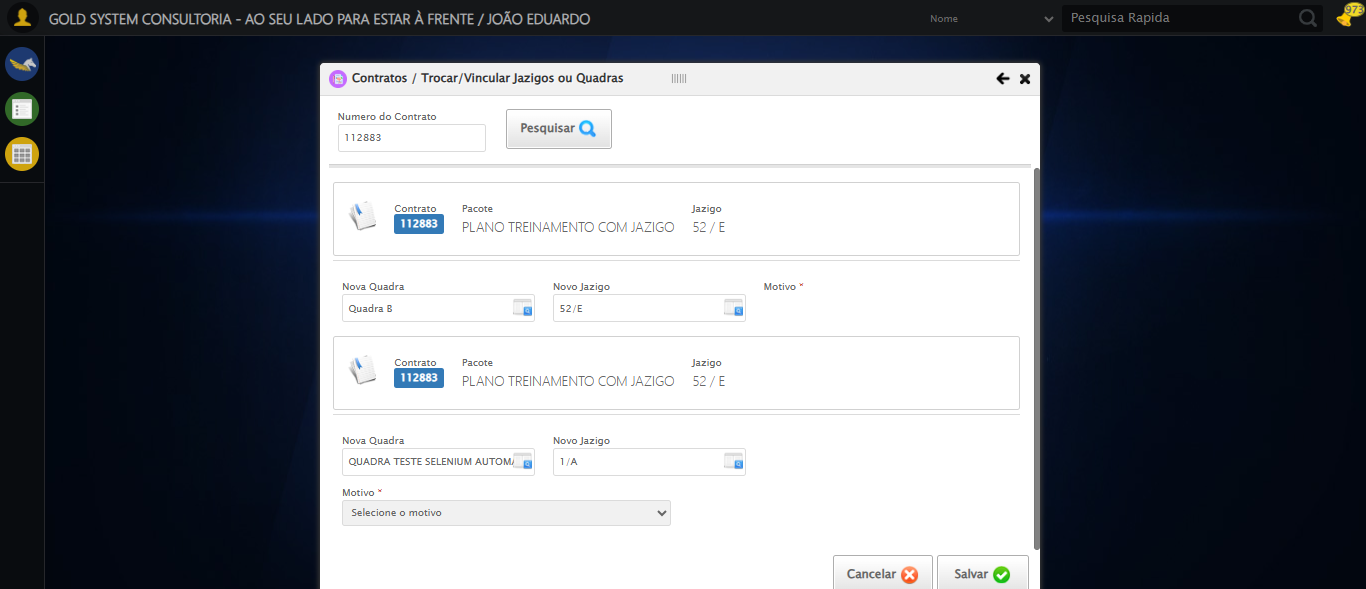 GOLD SYSTEM CONSULTORIA - AO SEU LADO PARA ESTAR À FRENTE / JOÃO EDUARDO
Nome
Pesquisa Rapida
973
Contratos / Trocar/Vincular Jazigos ou Quadras
Numero do Contrato
112883
Pesquisar
Contrato Pacote Jazigo
112883 PLANO TREINAMENTO COM JAZIGO 52 / E
Nova Quadra Novo Jazigo Motivo *
Quadra B 52/E
Contrato Pacote Jazigo
112883 PLANO TREINAMENTO COM JAZIGO 52 / E
Nova Quadra Novo Jazigo
QUADRA TESTE SELENIUM AUTOMA 1/A
Motivo *
Selecione o motivo
Cancelar Salvar